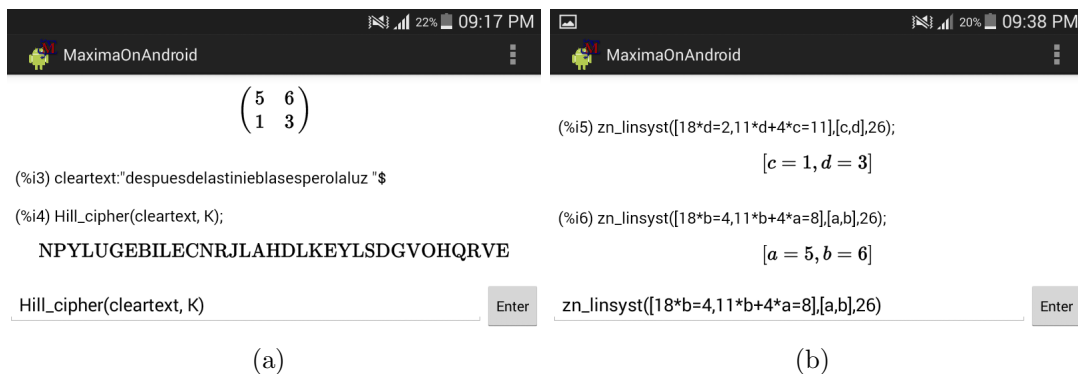 22% 09:17 PM
MaximaOnAndroid
5 6
1 3
(%i3) cleartext:"despuesdelastinieblasesperolaluz "$
(%i4) Hill_cipher(cleartext, K);
NPYLUGEBILECNRJLAHDLKEYLSDGVOHQRVE
Hill_cipher(cleartext, K)
Enter
(a)
20% 09:38 PM
MaximaOnAndroid
(%i5) zn_linsyst([18*d=2,11*d+4*c=11],[c,d],26);
[c = 1, d = 3]
(%i6) zn_linsyst([18*b=4,11*b+4*a=8],[a,b],26);
[a = 5, b = 6]
zn_linsyst([18*b=4,11*b+4*a=8],[a,b],26)
Enter
(b)